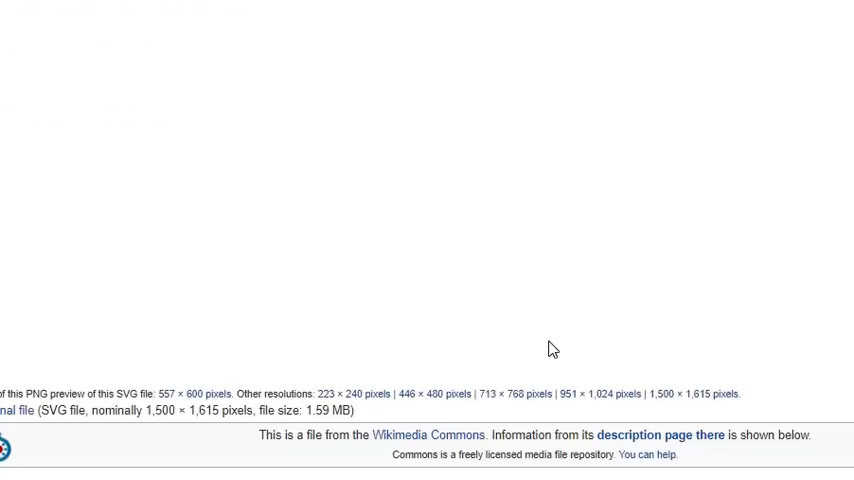 of this PNG preview of this SVG file: 557 × 600 pixels. Other resolutions: 223 × 240 pixels | 446 × 480 pixels | 713 × 768 pixels | 951 × 1,024 pixels | 1,500 × 1,615 pixels.
nal file (SVG file, nominally 1,500 × 1,615 pixels, file size: 1.59 MB)
This is a file from the Wikimedia Commons. Information from its description page there is shown below.
Commons is a freely licensed media file repository. You can help.